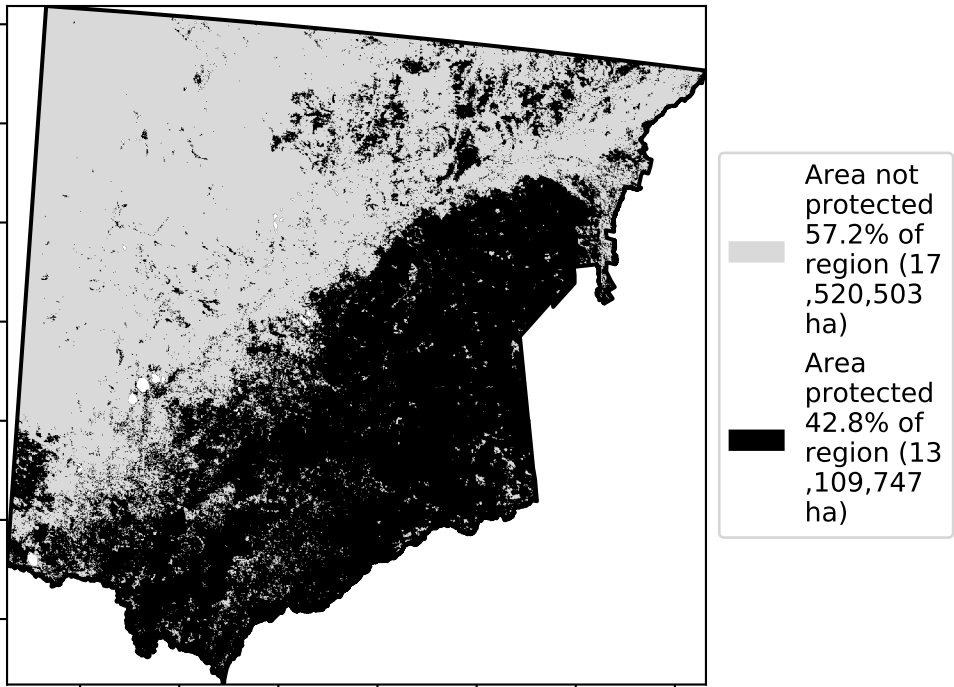 Area not
protected
57.2% of
region (17
,520,503
ha)
Area
protected
42.8% of
region (13
,109,747
ha)